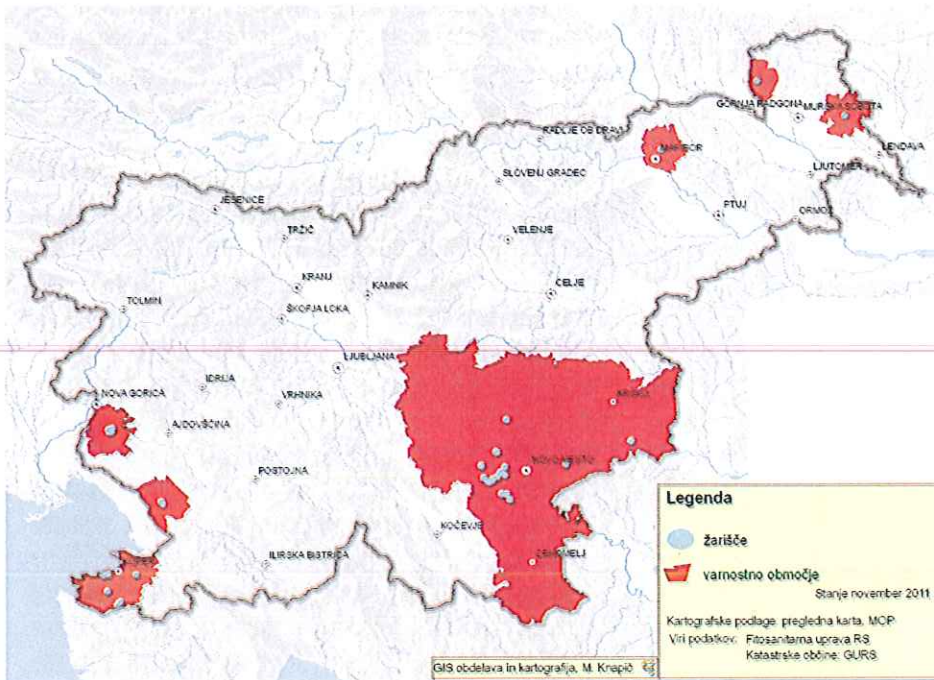 GORNJA RADGONA
MURSKA SOBOTA
RADLJE OB DRAVI
MARIBOR
LENDAVA
SLOVENJ GRADEC
LJUTOMER
JESENICE
PTUJ
ORMOŽ
TRŽIČ
VELENJE
KRANJ
KAMNIK
CELJE
TOLMIN
ŠKOFJA LOKA
LJUBLJANA
IDRIJA
NOVA GORICA
VRHNIKA
KRŠKO
AJDOVŠČINA
POSTOJNA
NOVO MESTO
KOČEVJE
KOPER
ILIRSKA BISTRICA
ČRNOMELJ
Legenda
žarišče
varnostno območje
Stanje november 2011
Kartografske podlage: pregledna karta, MOP
Viri podatkov: Fitosanitarna uprava RS
Katastrske občine: GURS
GIS obdelava in kartografija, M. Knapič